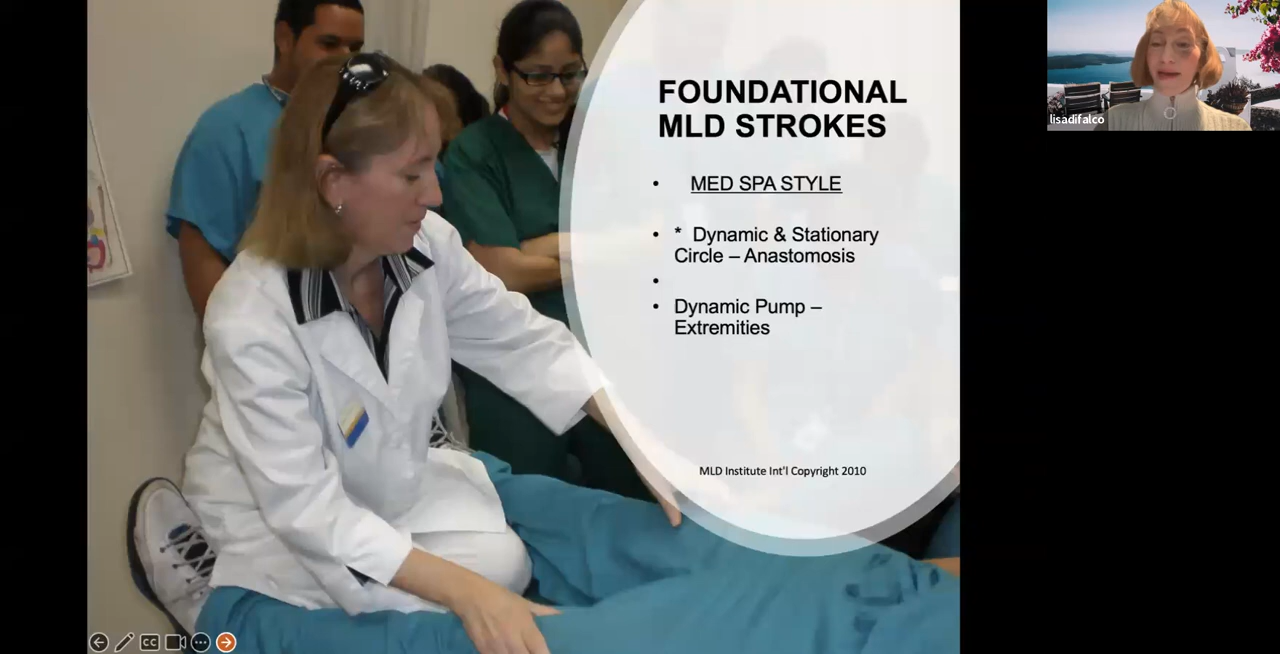 FOUNDATIONAL
MLD STROKES
• MED SPA STYLE
• * Dynamic & Stationary
Circle – Anastomosis
•
• Dynamic Pump –
Extremities
MLD Institute Int'l Copyright 2010
lisadifalco
CC